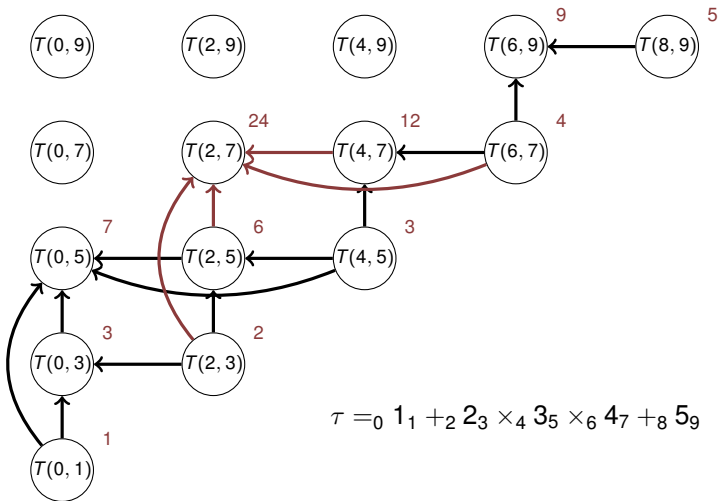 9 5
T(0, 9) T(2, 9) T(4, 9) T(6, 9) T(8, 9)
24 12 4
T(0, 7) T(2, 7) T(4, 7) T(6, 7)
7 6 3
T(0, 5) T(2, 5) T(4, 5)
3 2
T(0, 3) T(2, 3)
τ =₀ 1₁ +₂ 2₃ ×₄ 3₅ ×₆ 4₇ +₈ 5₉
1
T(0, 1)